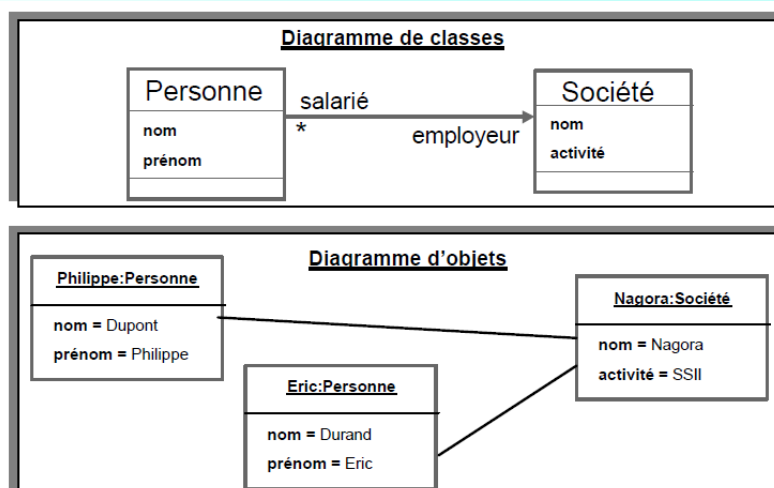 Diagramme de classes
Personne
nom
prénom
salarié
*
employeur
Société
nom
activité
Diagramme d'objets
Philippe:Personne
nom = Dupont
prénom = Philippe
Eric:Personne
nom = Durand
prénom = Eric
Nagora:Société
nom = Nagora
activité = SSII